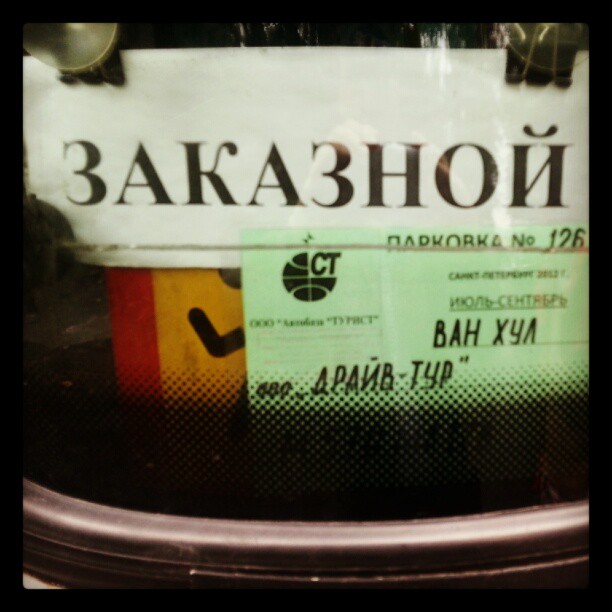 ЗАКАЗНОЙ
ПАРКОВКА № 126
СТ
САНКТ-ПЕТЕРБУРГ 2012 г.
ИЮЛЬ-СЕНТЯБРЬ
ООО "Автобаза "ТУРИСТ"
ВАН ХУЛ
ООО „ДРАЙВ-ТУР"